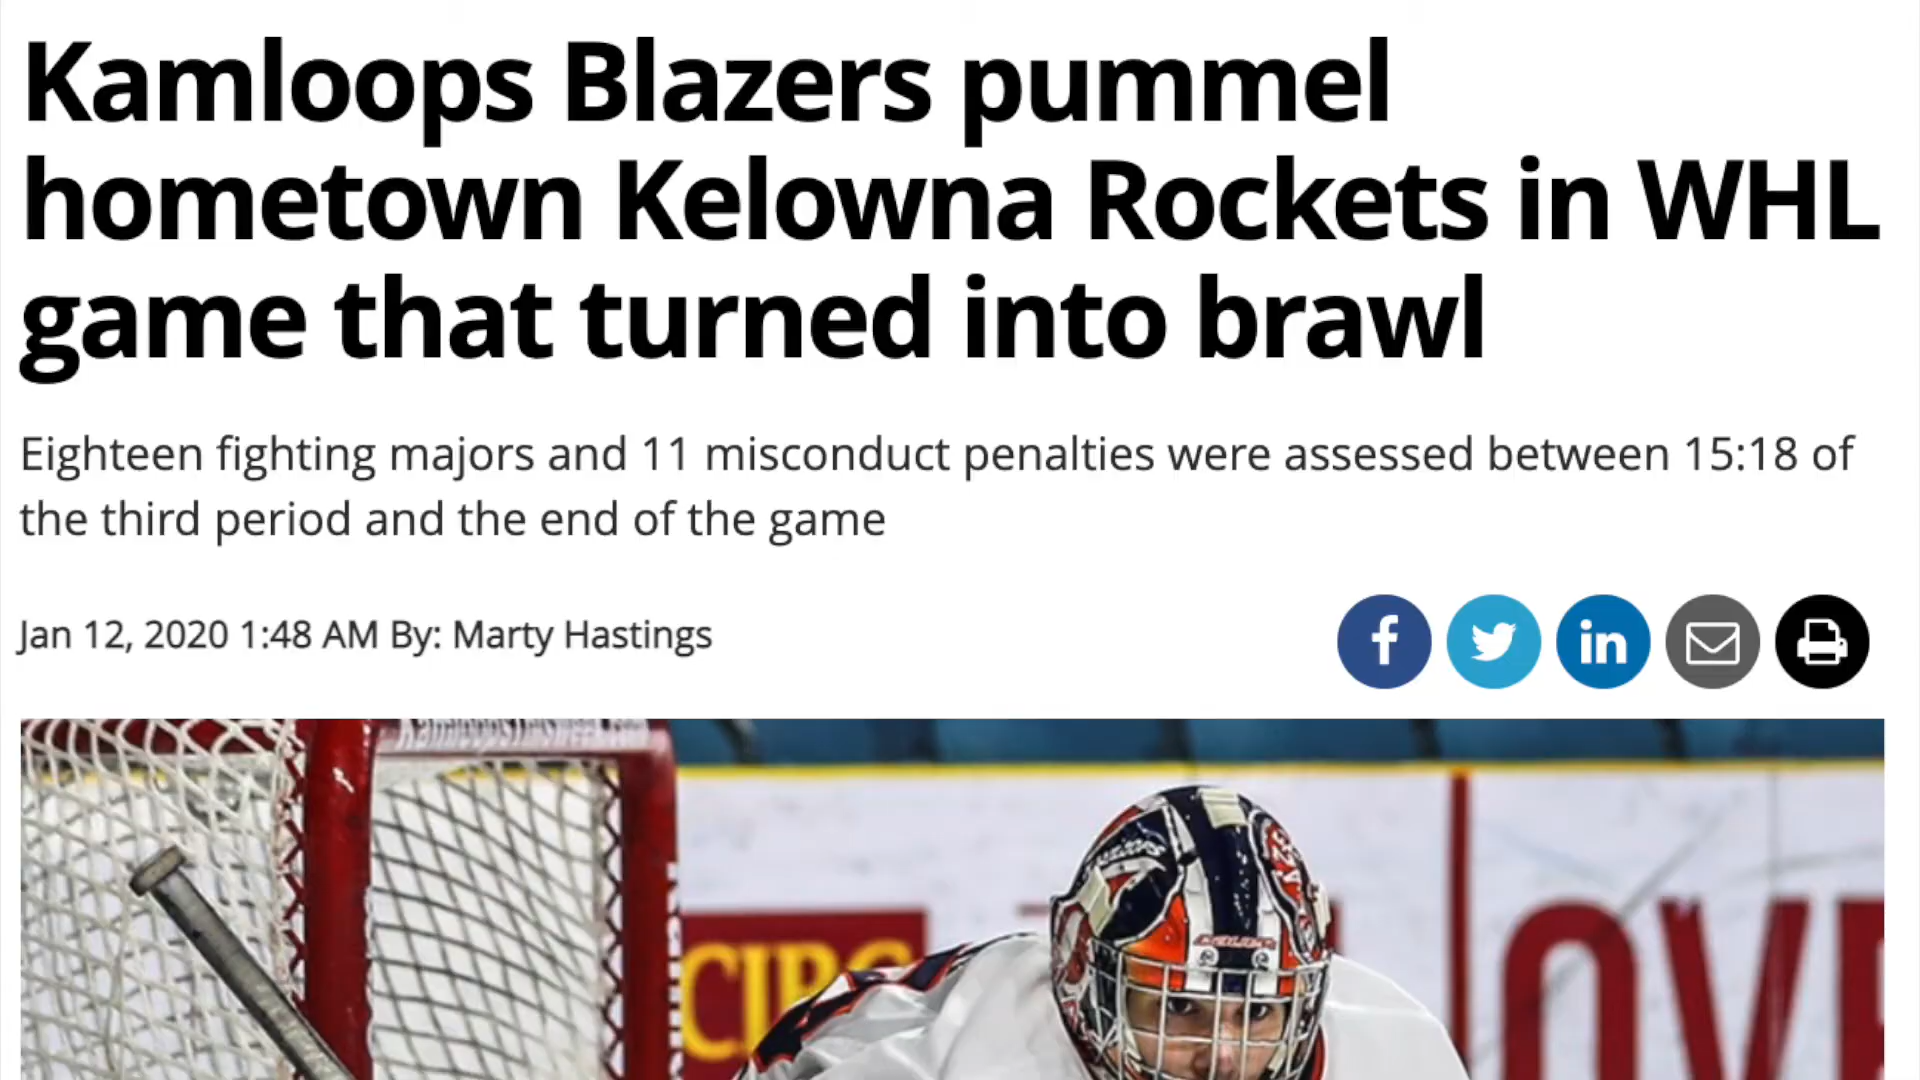 Kamloops Blazers pummel
hometown Kelowna Rockets in WHL
game that turned into brawl
Eighteen fighting majors and 11 misconduct penalties were assessed between 15:18 of
the third period and the end of the game
Jan 12, 2020 1:48 AM By: Marty Hastings
f
in